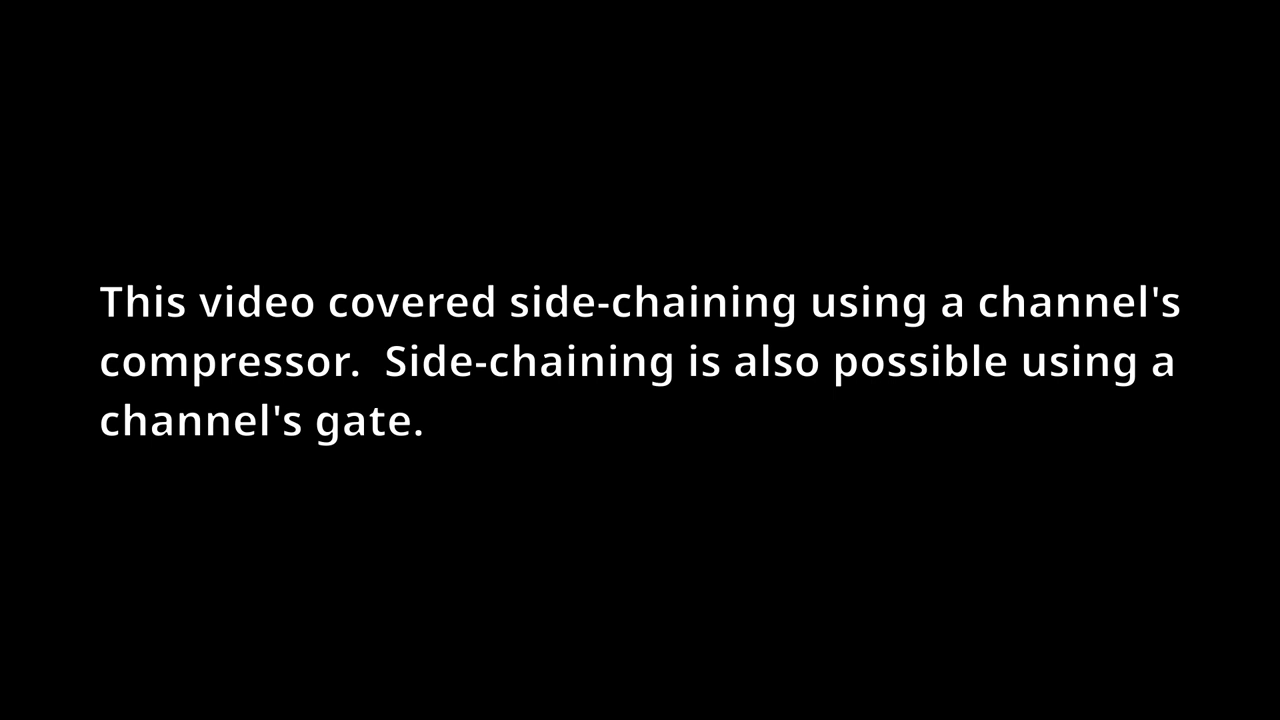 This video covered side-chaining using a channel's
compressor.  Side-chaining is also possible using a
channel's gate.